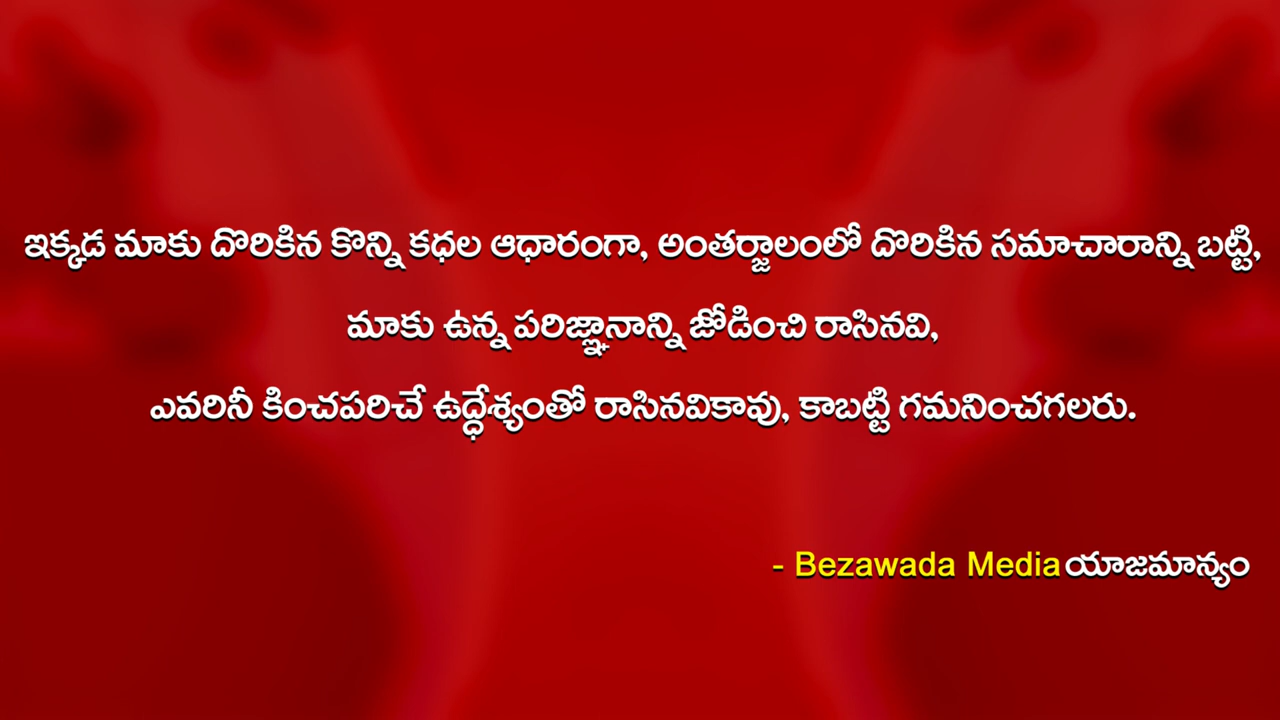 ఇక్కడ మాకు దొరికిన కొన్ని కధల ఆధారంగా, అంతర్జాలంలో దొరికిన సమాచారాన్ని బట్టి,
మాకు ఉన్న పరిజ్ఞానాన్ని జోడించి రాసినవి,
ఎవరినీ కించపరిచే ఉద్ధేశ్యంతో రాసినవికావు, కాబట్టి గమనించగలరు.
- Bezawada Media యాజమాన్యం